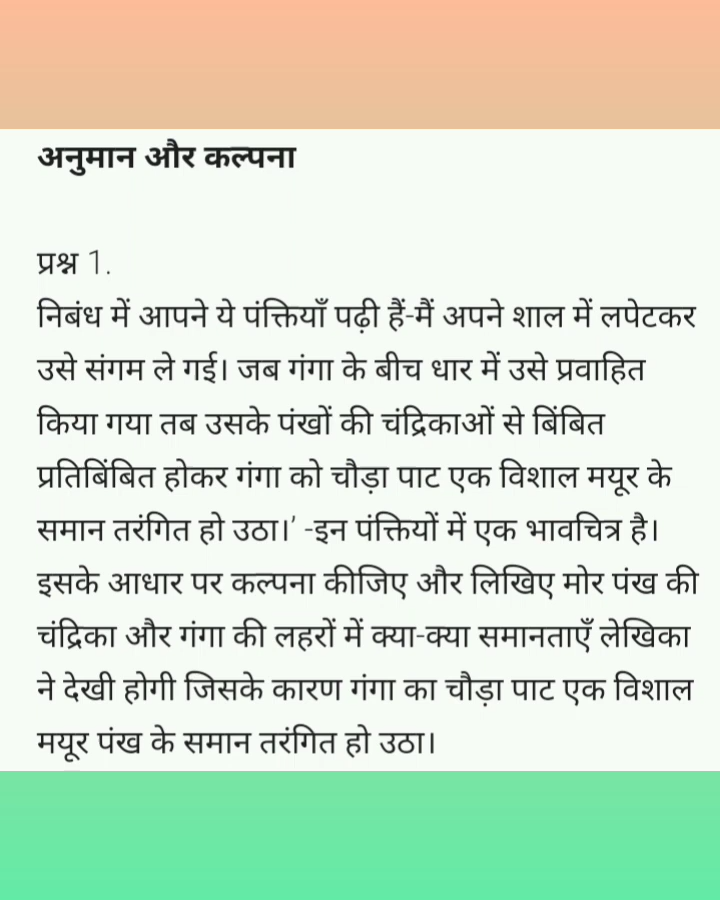 अनुमान और कल्पना
प्रश्न 1.
निबंध में आपने ये पंक्तियाँ पढ़ी हैं-मैं अपने शाल में लपेटकर
उसे संगम ले गई। जब गंगा के बीच धार में उसे प्रवाहित
किया गया तब उसके पंखों की चंद्रिकाओं से बिंबित
प्रतिबिंबित होकर गंगा को चौड़ा पाट एक विशाल मयूर के
समान तरंगित हो उठा।’ -इन पंक्तियों में एक भावचित्र है।
इसके आधार पर कल्पना कीजिए और लिखिए मोर पंख की
चंद्रिका और गंगा की लहरों में क्या-क्या समानताएँ लेखिका
ने देखी होगी जिसके कारण गंगा का चौड़ा पाट एक विशाल
मयूर पंख के समान तरंगित हो उठा।